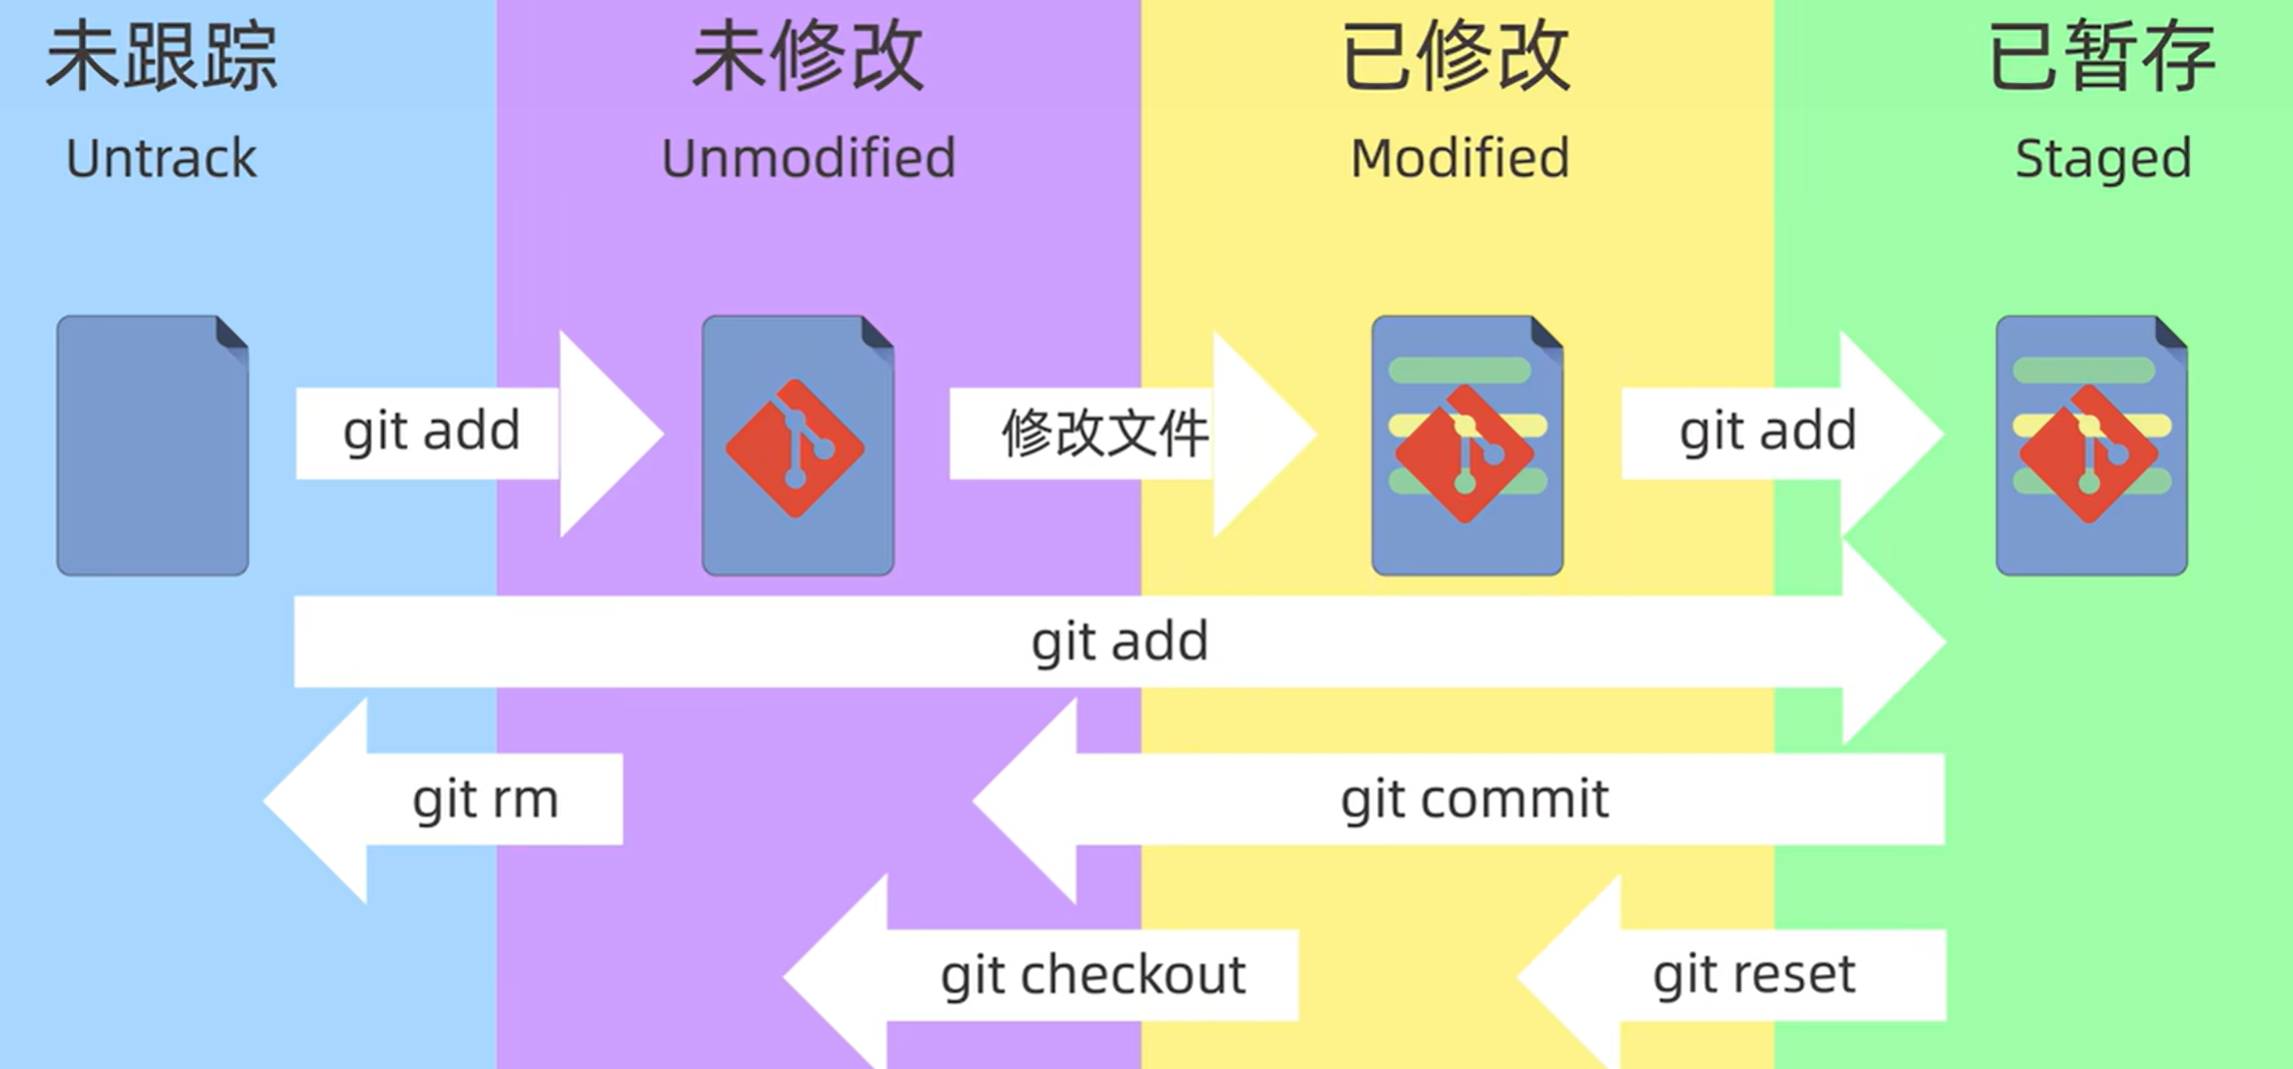 未跟踪
未修改
已修改
已暂存
Untrack
Unmodified
Modified
Staged
git add
修改文件
git add
git add
git rm
git commit
git checkout
git reset